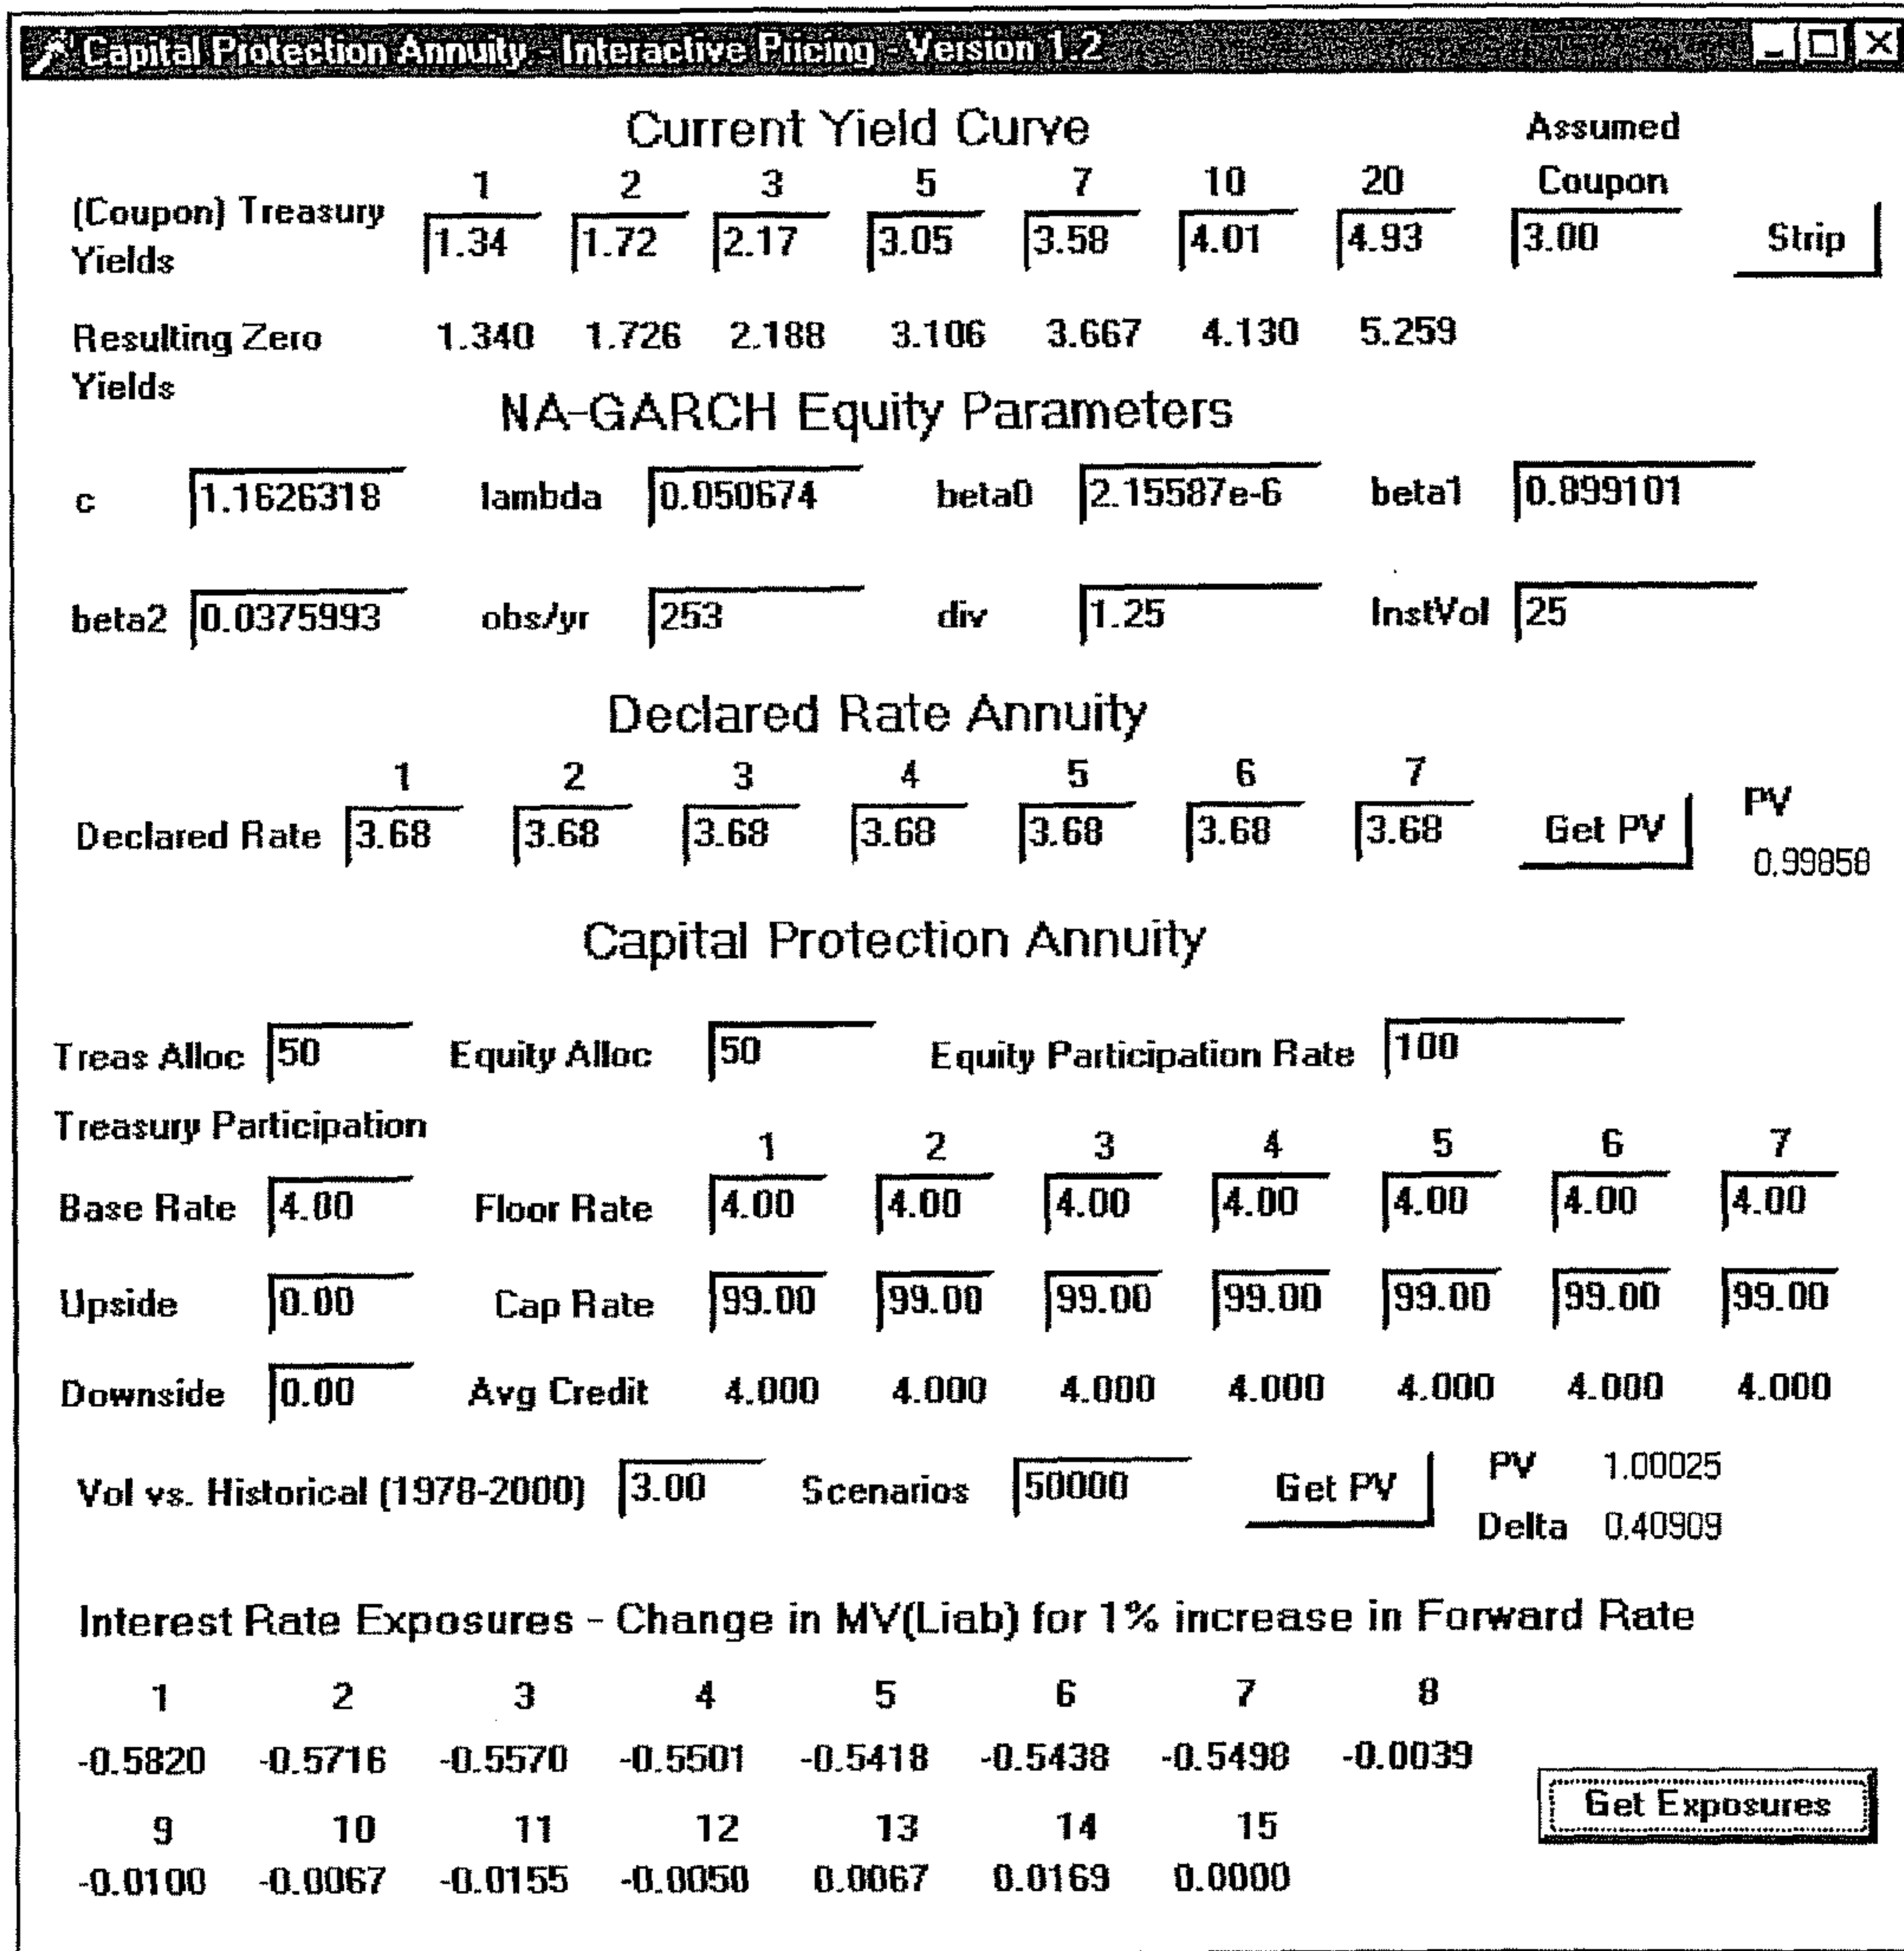 Capital Protection Annuity - Interactive Pricing - Version 1.2
Current Yield Curve
Assumed
1 2 3 5 7 10 20 Coupon
(Coupon) Treasury Yields 1.34 1.72 2.17 3.05 3.58 4.01 4.93 3.00 Strip
Resulting Zero Yields 1.340 1.726 2.188 3.106 3.667 4.130 5.259
NA-GARCH Equity Parameters
c 1.1626318 lambda 0.050674 beta0 2.15587e-6 beta1 0.899101
beta2 0.0375993 obs/yr 253 div 1.25 InstVol 25
Declared Rate Annuity
1 2 3 4 5 6 7 PV
Declared Rate 3.68 3.68 3.68 3.68 3.68 3.68 3.68 Get PV 0.99858
Capital Protection Annuity
Treas Alloc 50 Equity Alloc 50 Equity Participation Rate 100
Treasury Participation
1 2 3 4 5 6 7
Base Rate 4.00 Floor Rate 4.00 4.00 4.00 4.00 4.00 4.00 4.00
Upside 0.00 Cap Rate 99.00 99.00 99.00 99.00 99.00 99.00 99.00
Downside 0.00 Avg Credit 4.000 4.000 4.000 4.000 4.000 4.000 4.000
Vol vs. Historical (1978-2000) 3.00 Scenarios 50000 Get PV PV 1.00025
Delta 0.40909
Interest Rate Exposures - Change in MV(Liab) for 1% increase in Forward Rate
1 2 3 4 5 6 7 8
-0.5820 -0.5716 -0.5570 -0.5501 -0.5418 -0.5438 -0.5498 -0.0039
Get Exposures
9 10 11 12 13 14 15
-0.0100 -0.0067 -0.0155 -0.0050 0.0067 0.0169 0.0000